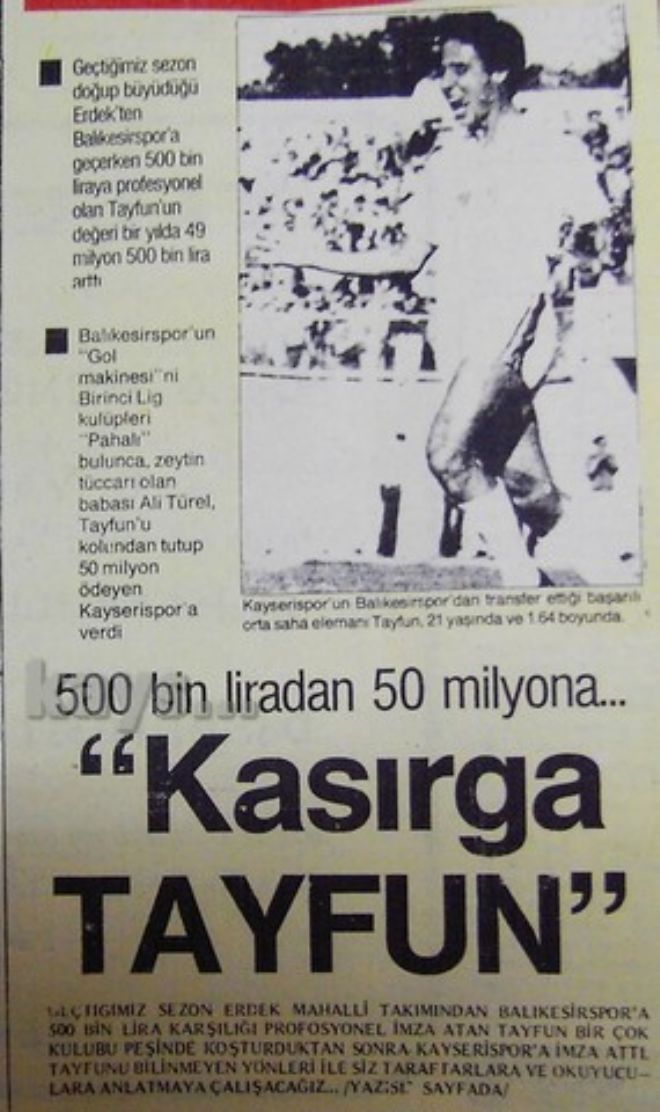 Geçtiğimiz sezon
doğup büyüdüğü
Erdek'ten
Balıkesirspor'a
geçerken 500 bin
liraya profesyonel
olan Tayfun'un
değeri bir yılda 49
milyon 500 bin lira
arttı
Balıkesirspor'un
"Gol
makinesi"ni
Birinci Lig
kulüpleri
"Pahalı"
bulunca, zeytin
tüccarı olan
babası Ali Türel,
Tayfun'u
kolundan tutup
50 milyon
ödeyen
Kayserispor'a
verdi
Kayserispor'un Balıkesirspor'dan transfer ettiği başarılı
orta saha elemanı Tayfun, 21 yaşında ve 1.64 boyunda.
500 bin liradan 50 milyona...
“Kasırga
TAYFUN”
GEÇTIGIMIZ SEZON ERDEK MAHALLİ TAKIMINDAN BALIKESİRSPOR'A
500 BİN LİRA KARŞILIĞI PROFOSYONEL İMZA ATAN TAYFUN BİR ÇOK
KULUBU PEŞİNDE KOŞTURDUKTAN SONRA KAYSERİSPOR'A İMZA ATTI.
TAYFUNU BİLİNMEYEN YÖNLERİ İLE SİZ TARAFTARLARA VE OKUYUCU-
LARA ANLATMAYA ÇALIŞACAĞIZ... SAYFADA/